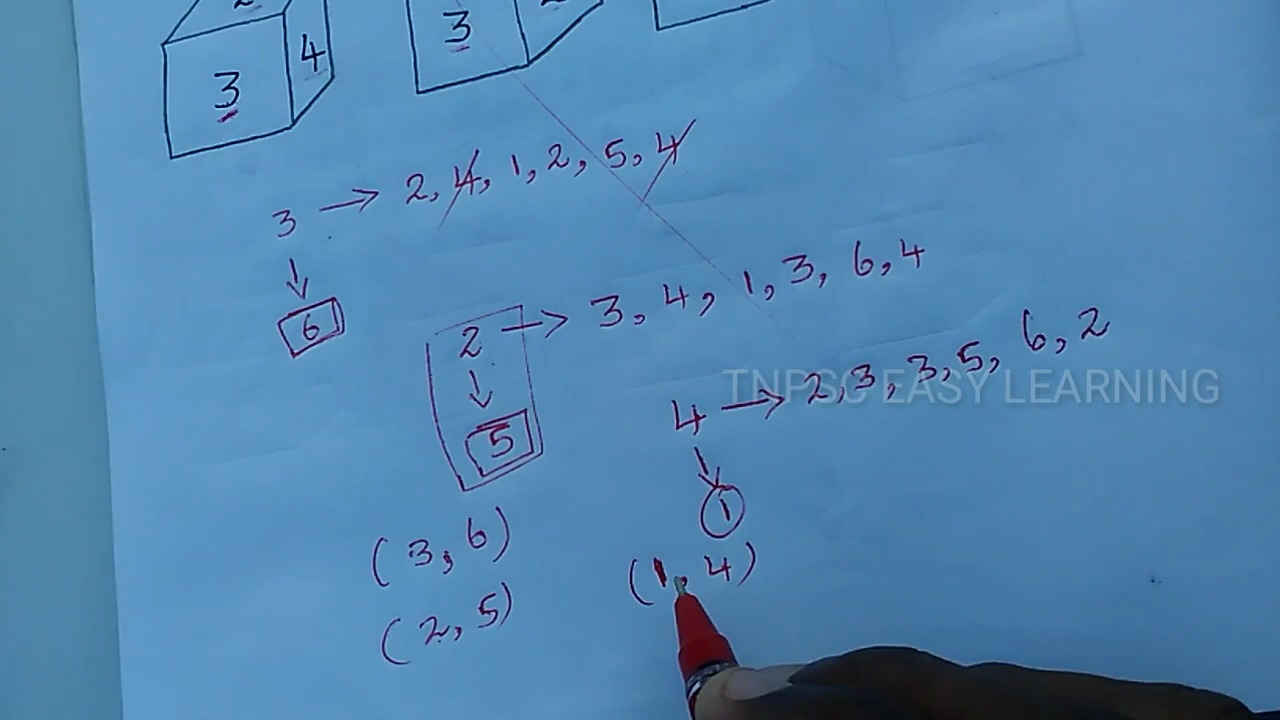 3 4 3
3 → 2, 4, 1, 2, 5, 4
↓
6
2 → 3, 4, 1, 3, 6, 4
↓
5
4 → 2, 3, 3, 5, 6, 2
↓
1
TNPSC EASY LEARNING
(3, 6)
(2, 5)
(1, 4)